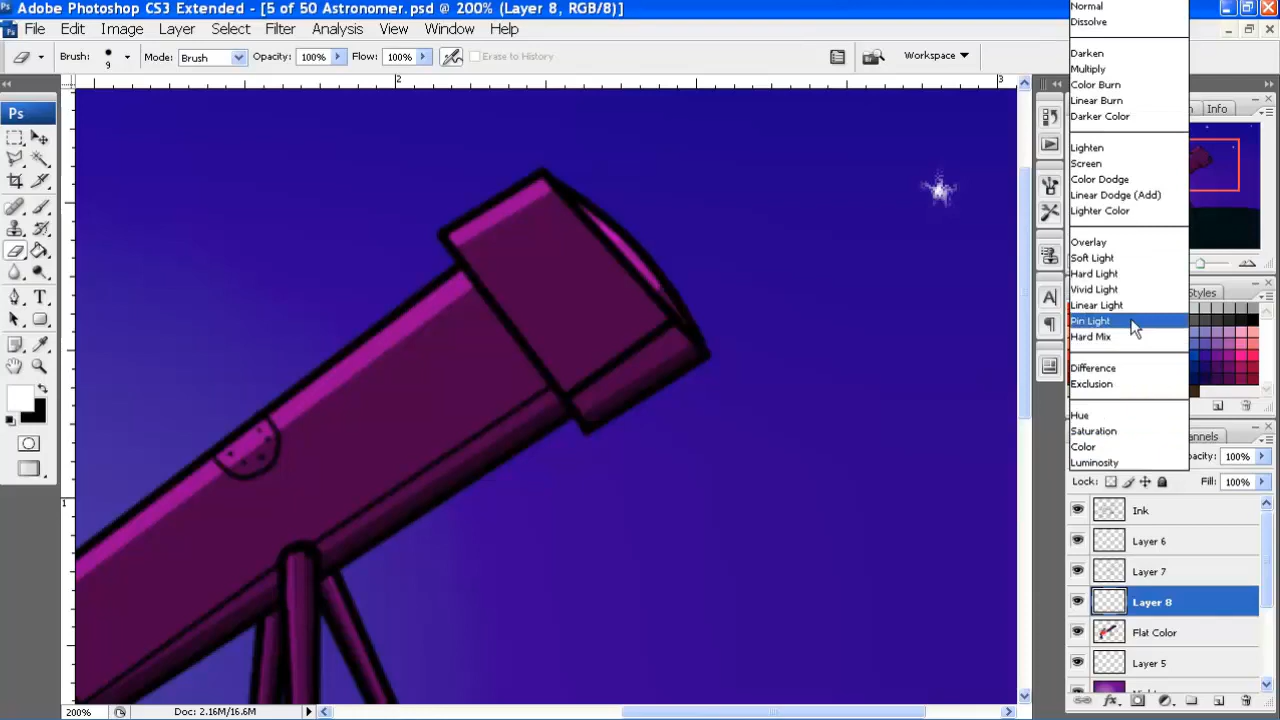 Adobe Photoshop CS3 Extended - [5 of 50 Astronomer.psd @ 200% (Layer 8, RGB/8)]
File Edit Image Layer Select Filter Analysis View Window Help
Brush: 9 Mode: Brush Opacity: 100% Flow: 100% Erase to History Workspace
2 3
Ps
Info
1
Normal
Dissolve
Darken
Multiply
Color Burn
Linear Burn
Darker Color
Lighten
Screen
Color Dodge
Linear Dodge (Add)
Lighter Color
Overlay
Soft Light
Hard Light
Vivid Light
Linear Light
Pin Light
Hard Mix
Difference
Exclusion
Hue
Saturation
Color
Luminosity
Styles
100%
Lock: Fill: 100%
Ink
Layer 6
Layer 7
Layer 8
Flat Color
Layer 5
200% Doc: 2.16M/16.6M